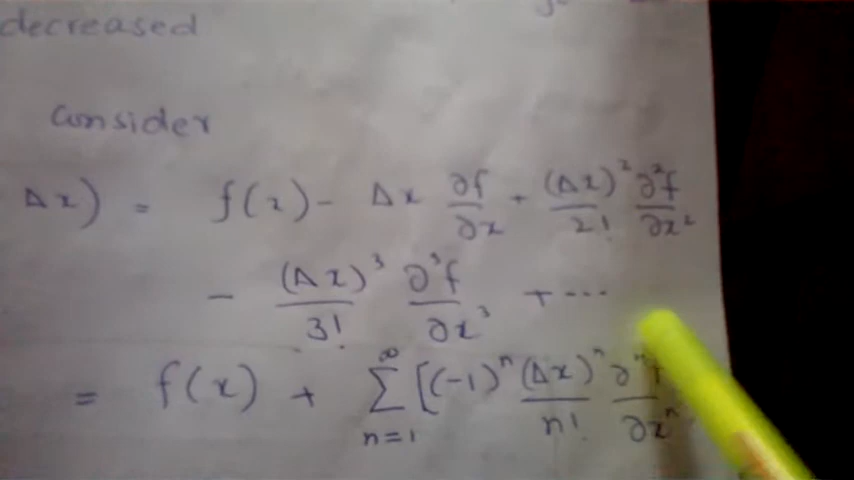 decreased
Consider
Δx) = f(x) - Δx ∂f/∂x + (Δx)²/2! ∂²f/∂x²
- (Δx)³/3! ∂³f/∂x³ + ...
= f(x) + ∑_{n=1}^{∞} [(-1)ⁿ (Δx)ⁿ/n! ∂ⁿf/∂xⁿ